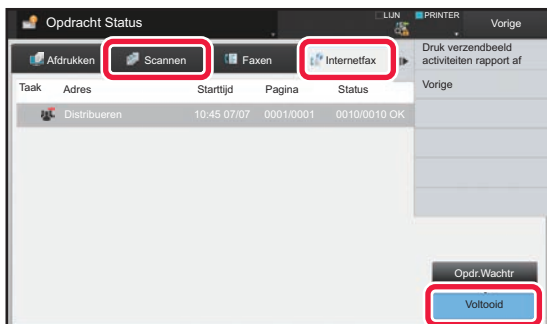 Opdracht Status
LIJN
PRINTER
Vorige
Afdrukken
Scannen
Faxen
Internetfax
Druk verzendbeeld
activiteiten rapport af
Vorige
Taak Adres Starttijd Pagina Status
Distribueren 10:45 07/07 0001/0001 0010/0010 OK
Opdr.Wachtr
Voltooid